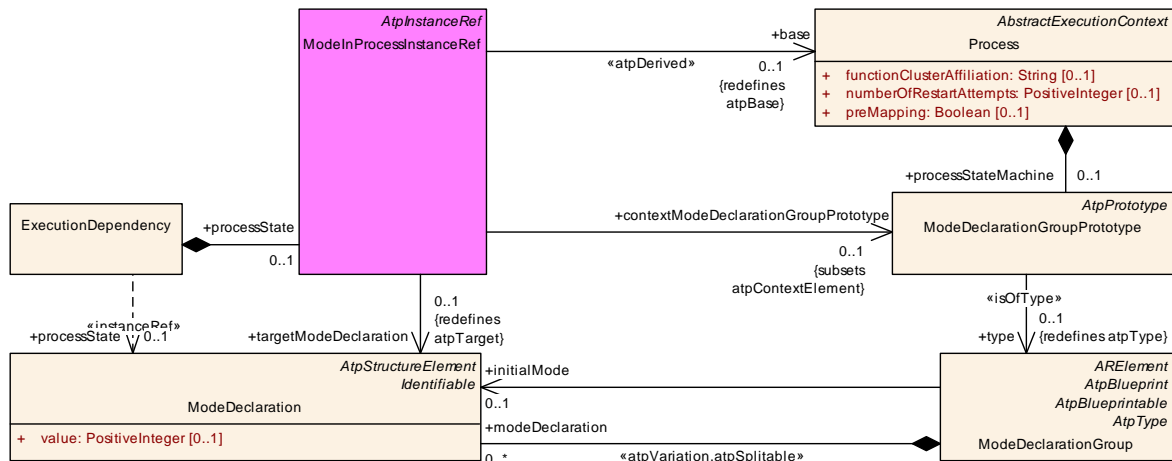 AtpInstanceRef
ModeInProcessInstanceRef
AbstractExecutionContext
Process
+ functionClusterAffiliation: String [0..1]
+ numberOfRestartAttempts: PositiveInteger [0..1]
+ preMapping: Boolean [0..1]
+base
«atpDerived»
0..1
{redefines
atpBase}
+processStateMachine
0..1
ExecutionDependency
+processState
0..1
AtpPrototype
ModeDeclarationGroupPrototype
+contextModeDeclarationGroupPrototype
0..1
{subsets
atpContextElement}
«instanceRef»
+processState
0..1
+targetModeDeclaration
0..1
{redefines
atpTarget}
«isOfType»
+type
0..1
{redefines atpType}
AtpStructureElement
Identifiable
ModeDeclaration
+ value: PositiveInteger [0..1]
+initialMode
0..1
+modeDeclaration
0..*
«atpVariation,atpSplitable»
ARElement
AtpBlueprint
AtpBlueprintable
AtpType
ModeDeclarationGroup